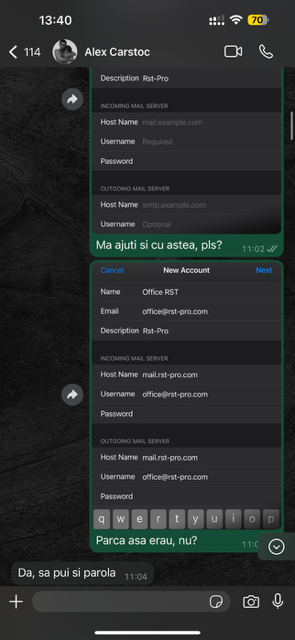 13:40
70
114
Alex Carstoc
Description Rst-Pro
INCOMING MAIL SERVER
Host Name mail.example.com
Username Required
Password
OUTGOING MAIL SERVER
Host Name smtp.example.com
Username Optional
Ma ajuti si cu astea, pls?
11:02
Cancel New Account Next
Name Office RST
Email office@rst-pro.com
Description Rst-Pro
INCOMING MAIL SERVER
Host Name mail.rst-pro.com
Username office@rst-pro.com
Password
OUTGOING MAIL SERVER
Host Name mail.rst-pro.com
Username office@rst-pro.com
Password
q w e r t y u i o p
Parca asa erau, nu?
Da, sa pui si parola
11:04